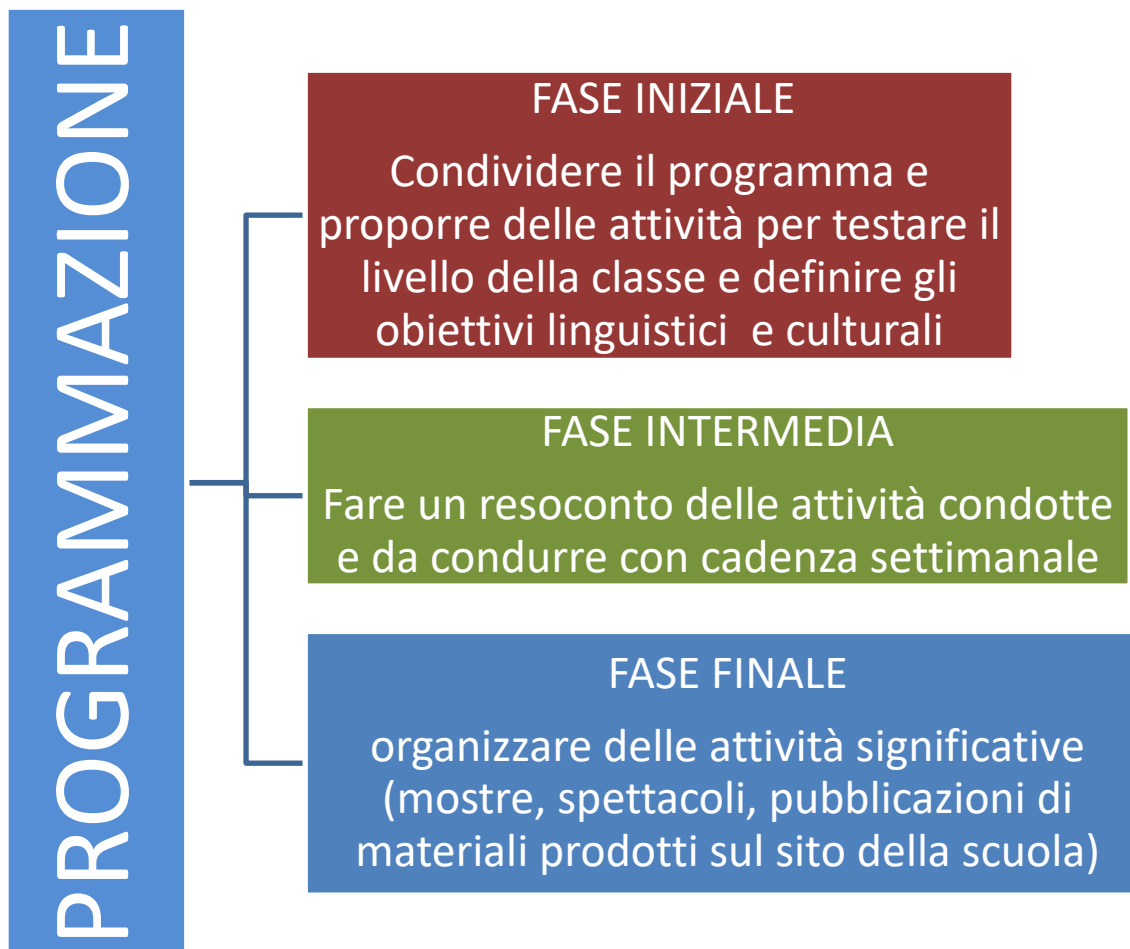 PROGRAMMAZIONE
FASE INIZIALE
Condividere il programma e
proporre delle attività per testare il
livello della classe e definire gli
obiettivi linguistici  e culturali
FASE INTERMEDIA
Fare un resoconto delle attività condotte
e da condurre con cadenza settimanale
FASE FINALE
organizzare delle attività significative
(mostre, spettacoli, pubblicazioni di
materiali prodotti sul sito della scuola)